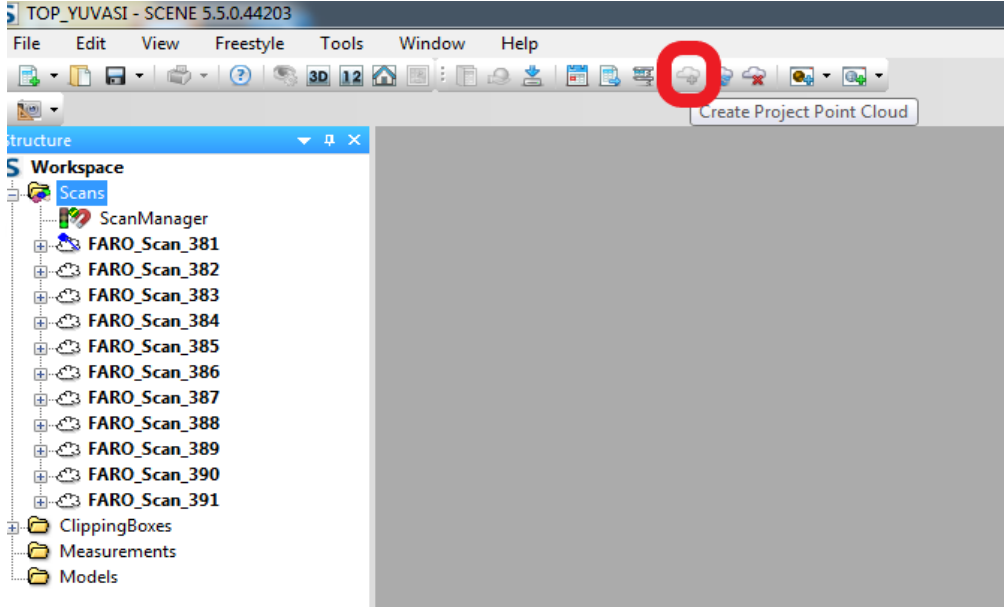 TOP_YUVASI - SCENE 5.5.0.44203
File Edit View Freestyle Tools Window Help
3D 12
Create Project Point Cloud
Structure
Workspace
Scans
ScanManager
FARO_Scan_381
FARO_Scan_382
FARO_Scan_383
FARO_Scan_384
FARO_Scan_385
FARO_Scan_386
FARO_Scan_387
FARO_Scan_388
FARO_Scan_389
FARO_Scan_390
FARO_Scan_391
ClippingBoxes
Measurements
Models